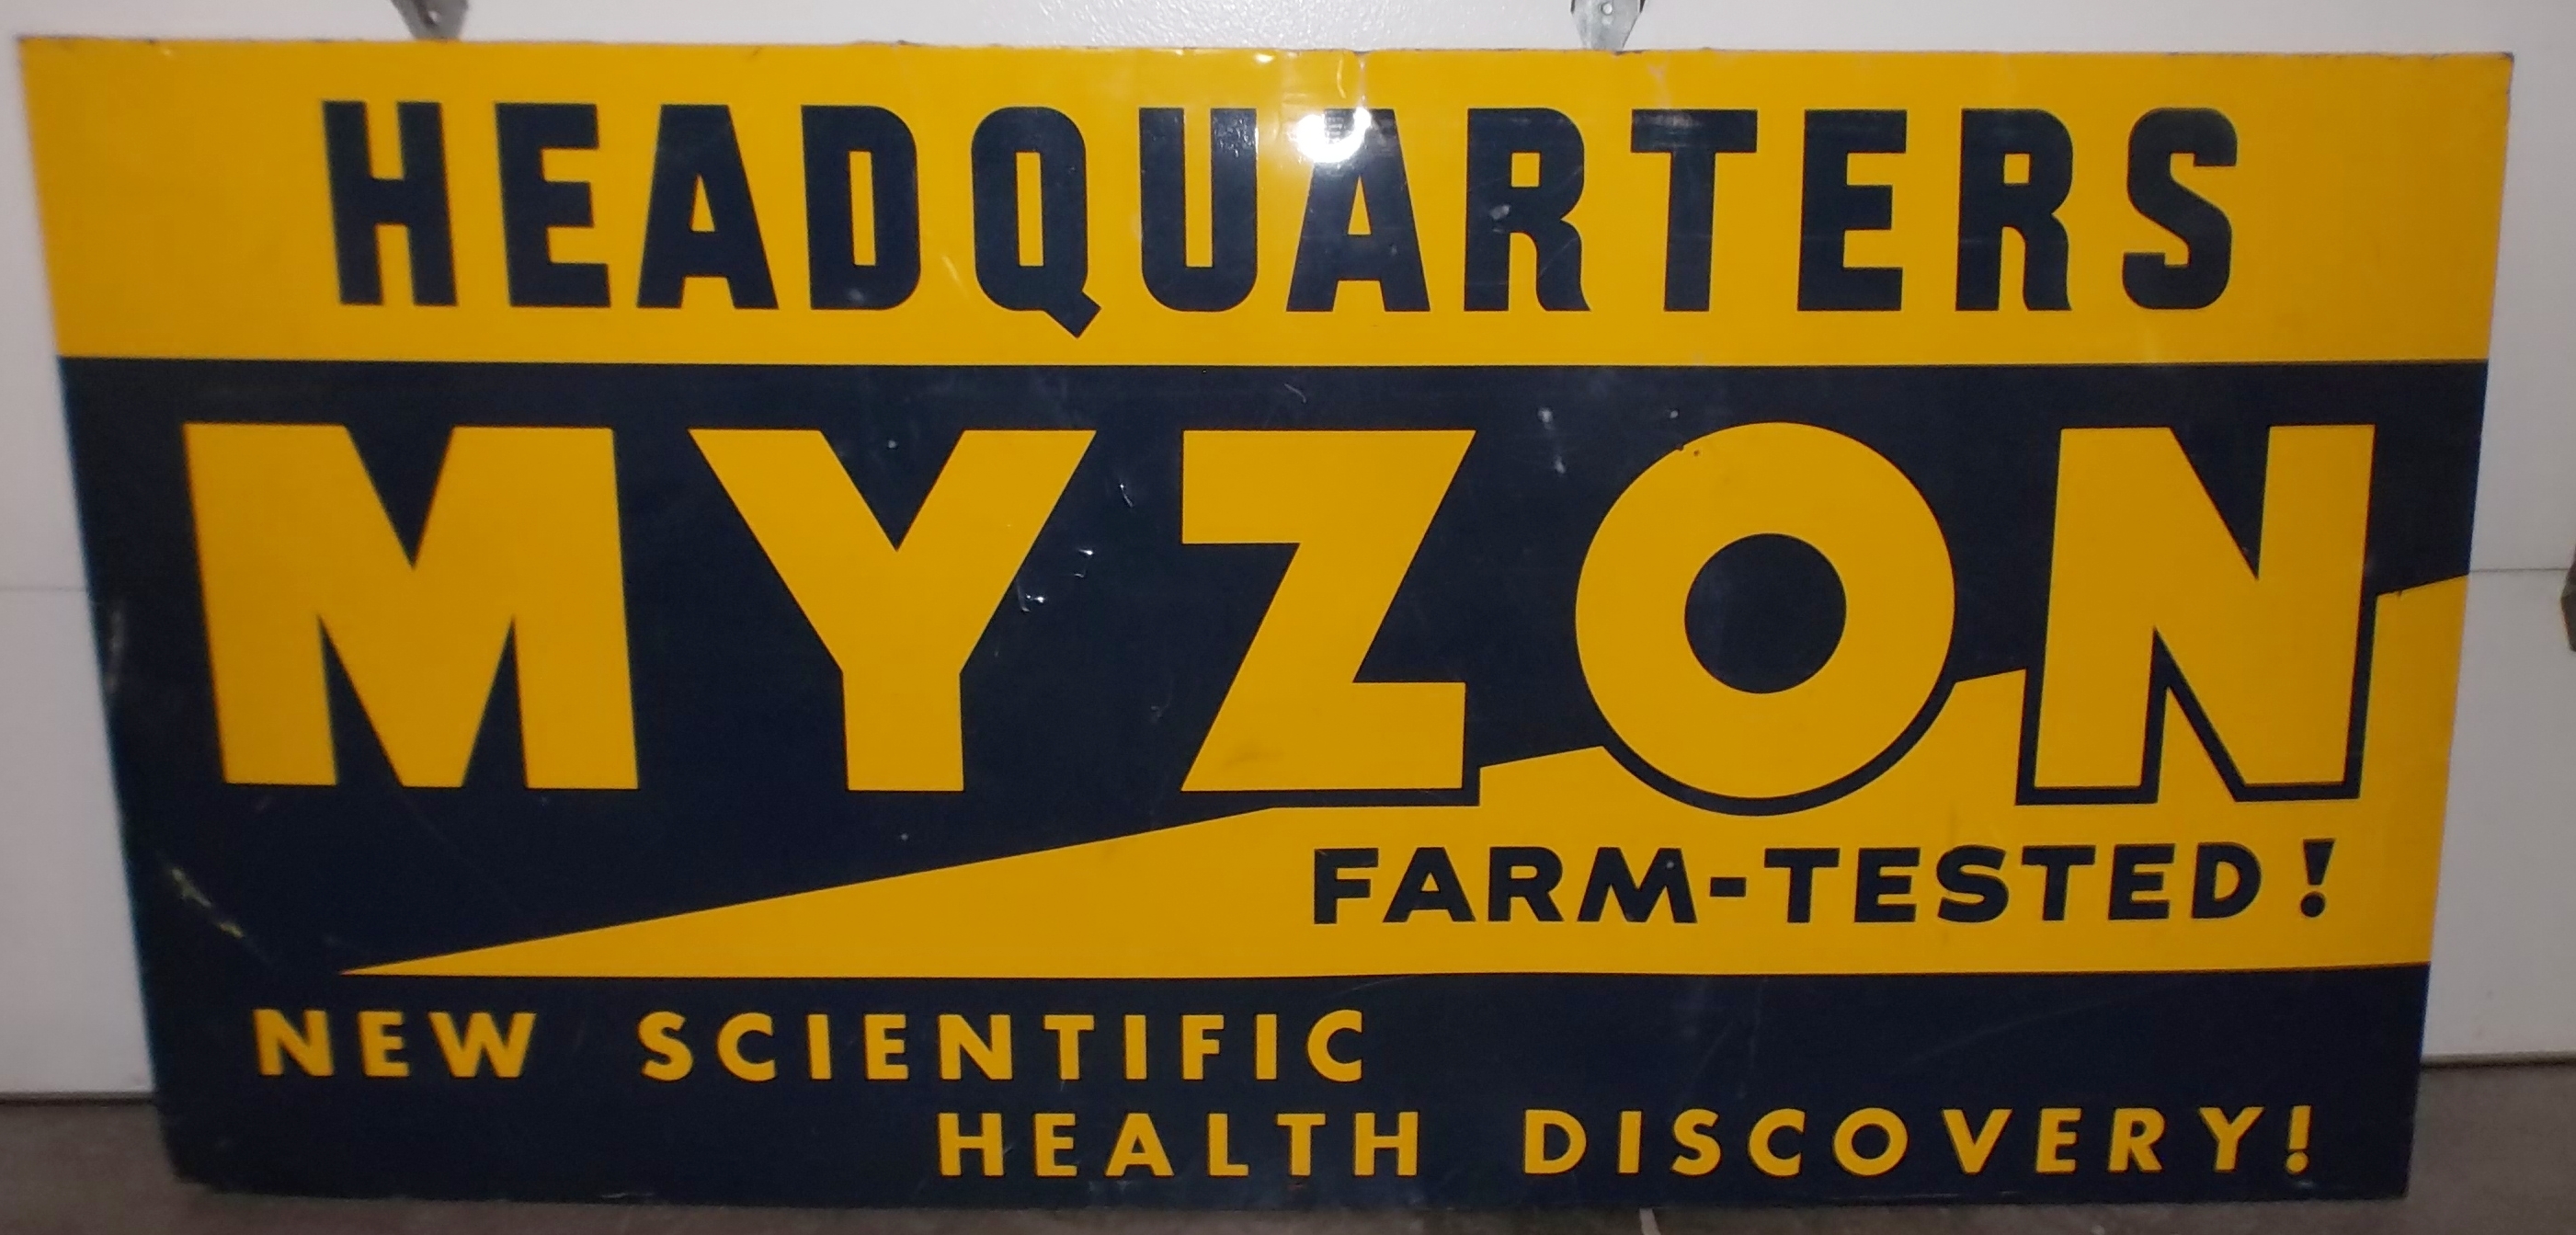 HEADQUARTERS
MYZON
FARM-TESTED!
NEW SCIENTIFIC
HEALTH DISCOVERY!